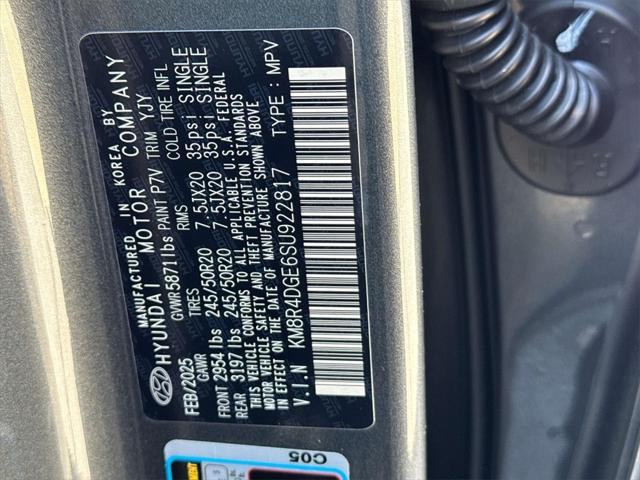 MANUFACTURED IN KOREA BY
HYUNDAI MOTOR COMPANY
GVWR 5871 lbs PAINT P7V TRIM YJY
FEB/2025 TIRES RIMS COLD TIRE INFL
GAWR
FRONT 2954 lbs 245/50R20 7.5JX20 35psi SINGLE
REAR 3197 lbs 245/50R20 7.5JX20 35psi SINGLE
THIS VEHICLE CONFORMS TO ALL APPLICABLE U.S.A. FEDERAL
MOTOR VEHICLE SAFETY AND THEFT PREVENTION STANDARDS
IN EFFECT ON THE DATE OF MANUFACTURE SHOWN ABOVE
V.I.N KM8R4DGE6SU922817 TYPE : MPV
C05